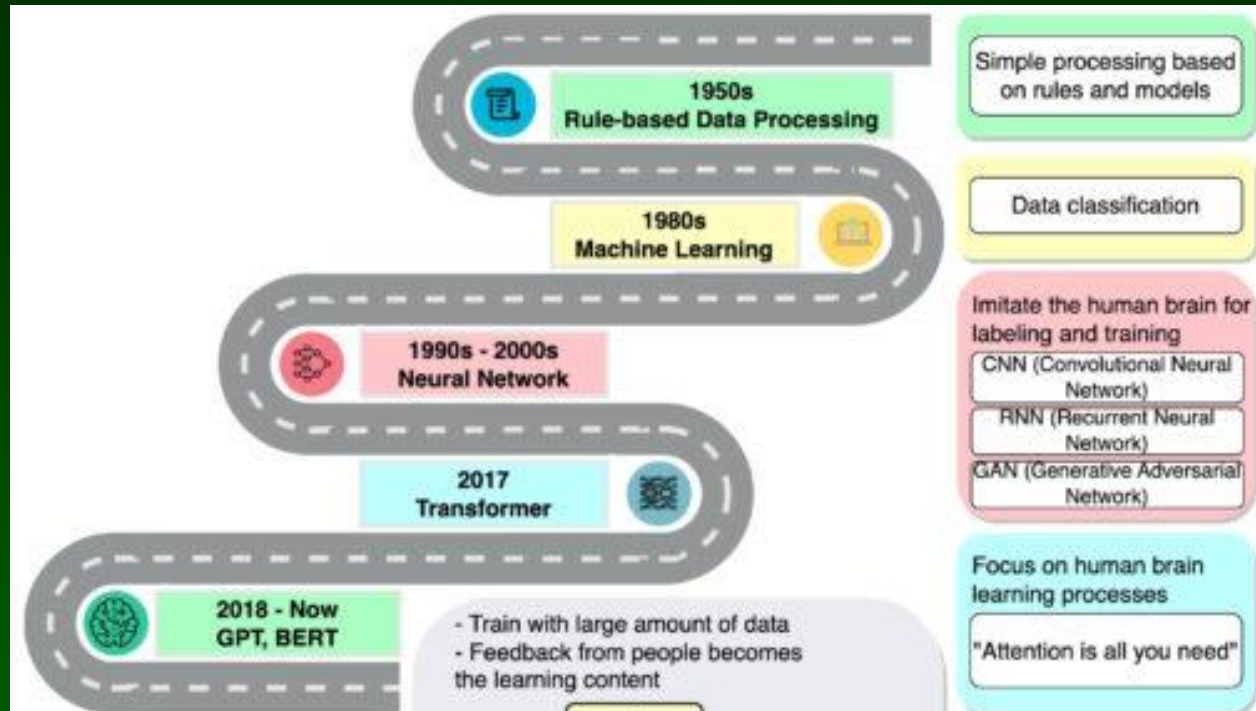 1950s
Rule-based Data Processing
Simple processing based
on rules and models
1980s
Machine Learning
Data classification
1990s - 2000s
Neural Network
Imitate the human brain for
labeling and training
CNN (Convolutional Neural
Network)
RNN (Recurrent Neural
Network)
GAN (Generative Adversarial
Network)
2017
Transformer
Focus on human brain
learning processes
"Attention is all you need"
2018 - Now
GPT, BERT
- Train with large amount of data
- Feedback from people becomes
the learning content